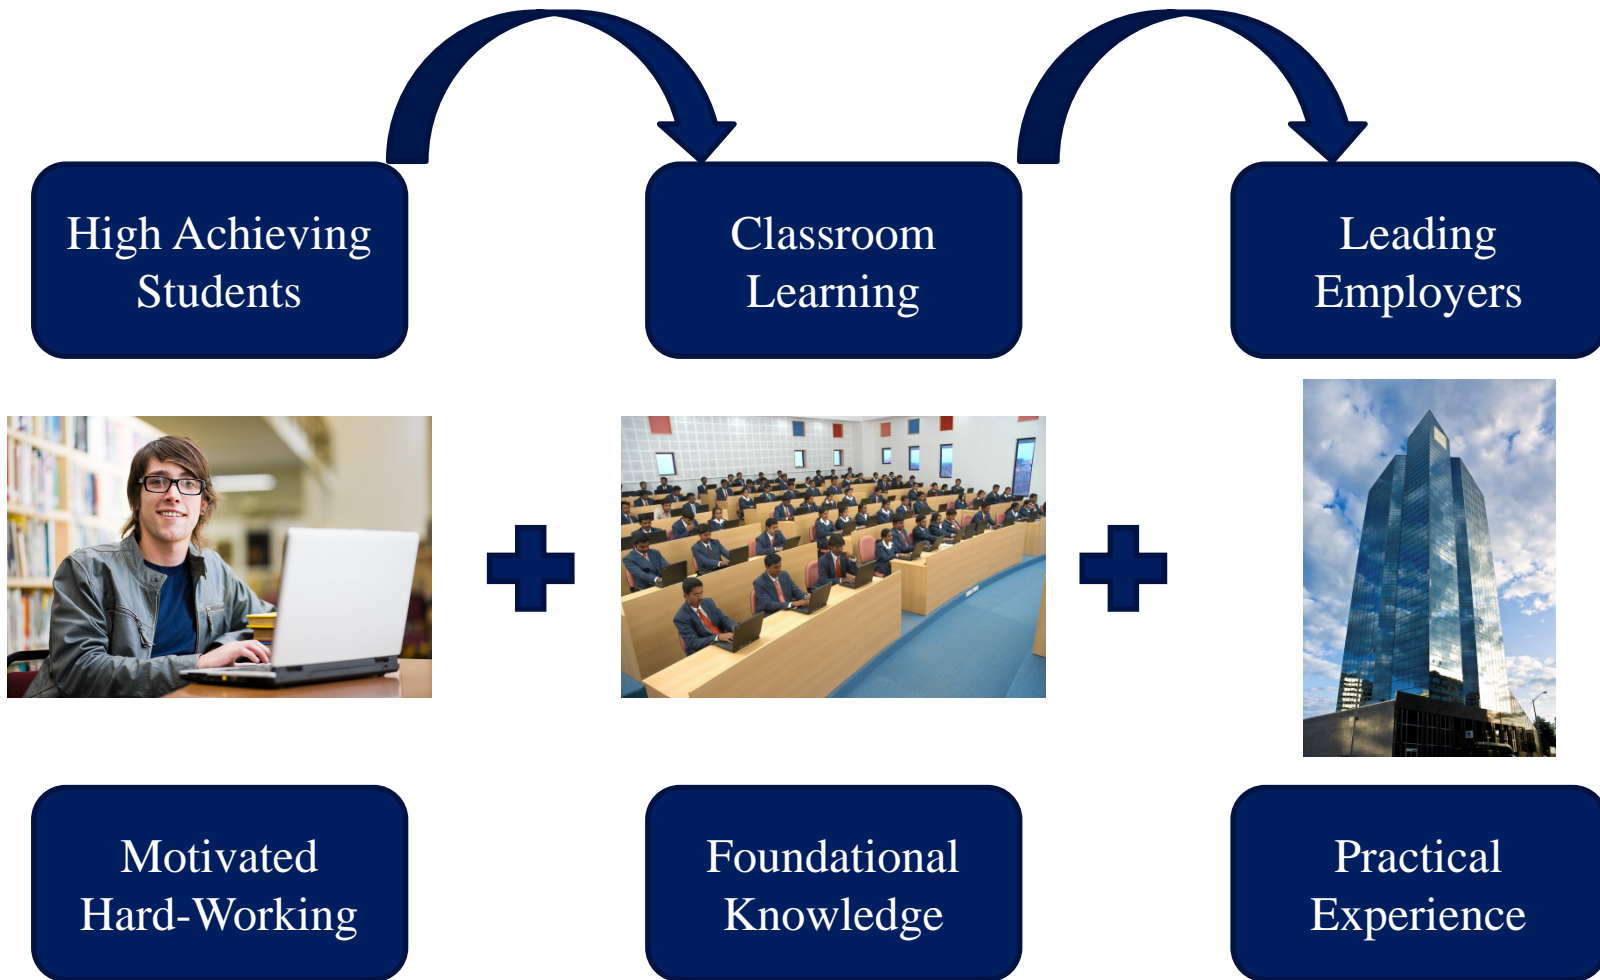 High Achieving
Students
Classroom
Learning
Leading
Employers
Motivated
Hard-Working
Foundational
Knowledge
Practical
Experience